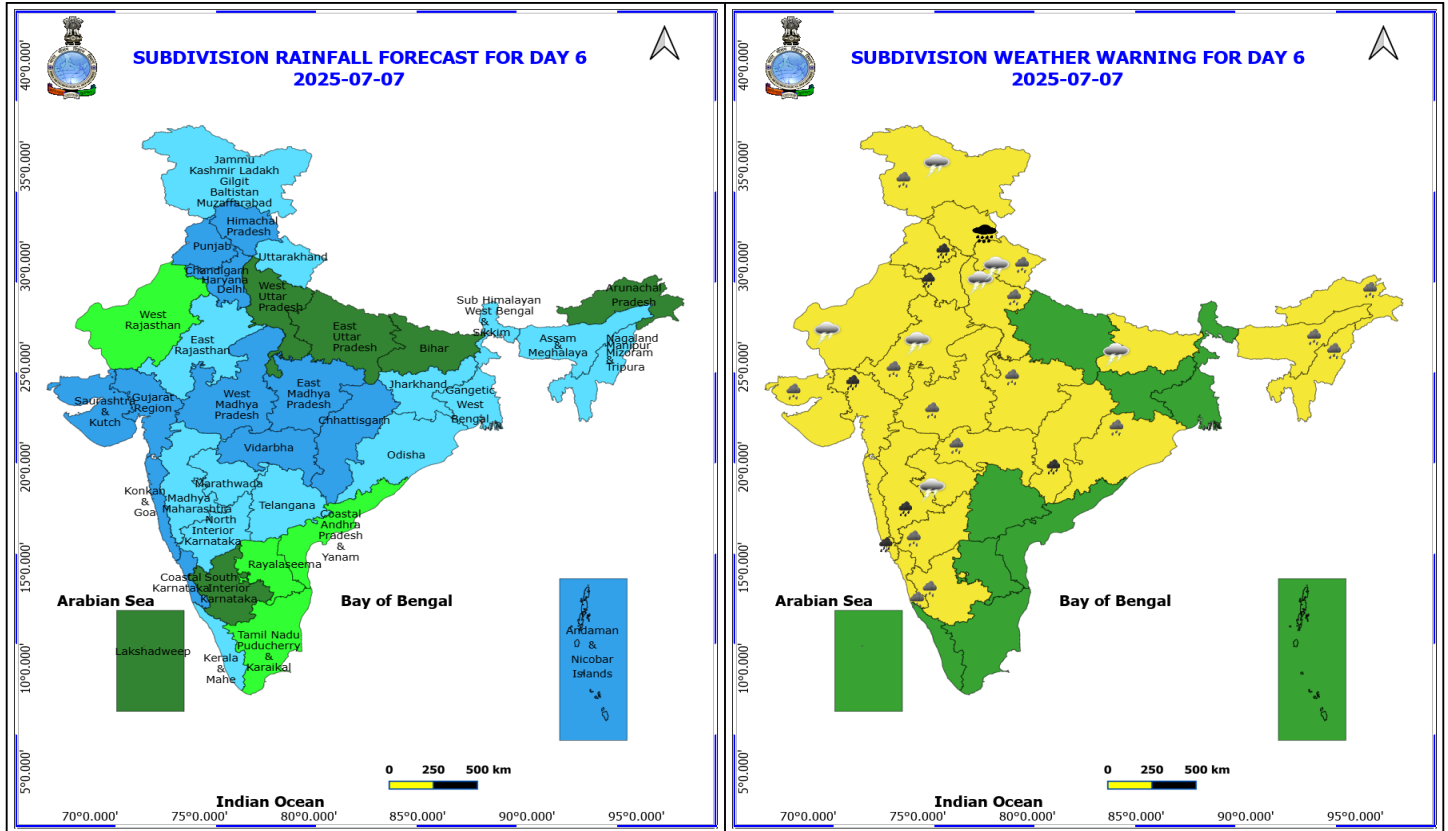 SUBDIVISION RAINFALL FORECAST FOR DAY 6
2025-07-07
40°0.000'
35°0.000'
30°0.000'
25°0.000'
20°0.000'
15°0.000'
10°0.000'
5°0.000'
Jammu
Kashmir Ladakh
Gilgit
Baltistan
Muzaffarabad
Himachal
Pradesh
Punjab
Uttarakhand
Chandigarh
Haryana
Delhi
West
Uttar
Pradesh
Arunachal
Pradesh
West
Rajasthan
East
Rajasthan
East
Uttar
Pradesh
Bihar
Sub Himalayan
West Bengal
&
Sikkim
Assam
&
Meghalaya
Nagaland
Manipur
Mizoram
&
Tripura
Saurashtra
&
Kutch
Gujarat
Region
West
Madhya
Pradesh
East
Madhya
Pradesh
Chhattisgarh
Jharkhand
Gangetic
West
Bengal
Vidarbha
Odisha
Konkan
&
Goa
Marathwada
Madhya
Maharashtra
Telangana
North
Interior
Karnataka
Coastal
Andhra
Pradesh
&
Yanam
Rayalaseema
Coastal
Karnataka
South
Interior
Karnataka
Arabian Sea
Bay of Bengal
Lakshadweep
Tamil Nadu
Puducherry
&
Karaikal
Kerala
&
Mahe
Andaman
&
Nicobar
Islands
0 250 500 km
Indian Ocean
70°0.000' 75°0.000' 80°0.000' 85°0.000' 90°0.000' 95°0.000'
SUBDIVISION WEATHER WARNING FOR DAY 6
2025-07-07
40°0.000'
35°0.000'
30°0.000'
25°0.000'
20°0.000'
15°0.000'
10°0.000'
5°0.000'
Arabian Sea
Bay of Bengal
0 250 500 km
Indian Ocean
70°0.000' 75°0.000' 80°0.000' 85°0.000' 90°0.000' 95°0.000'